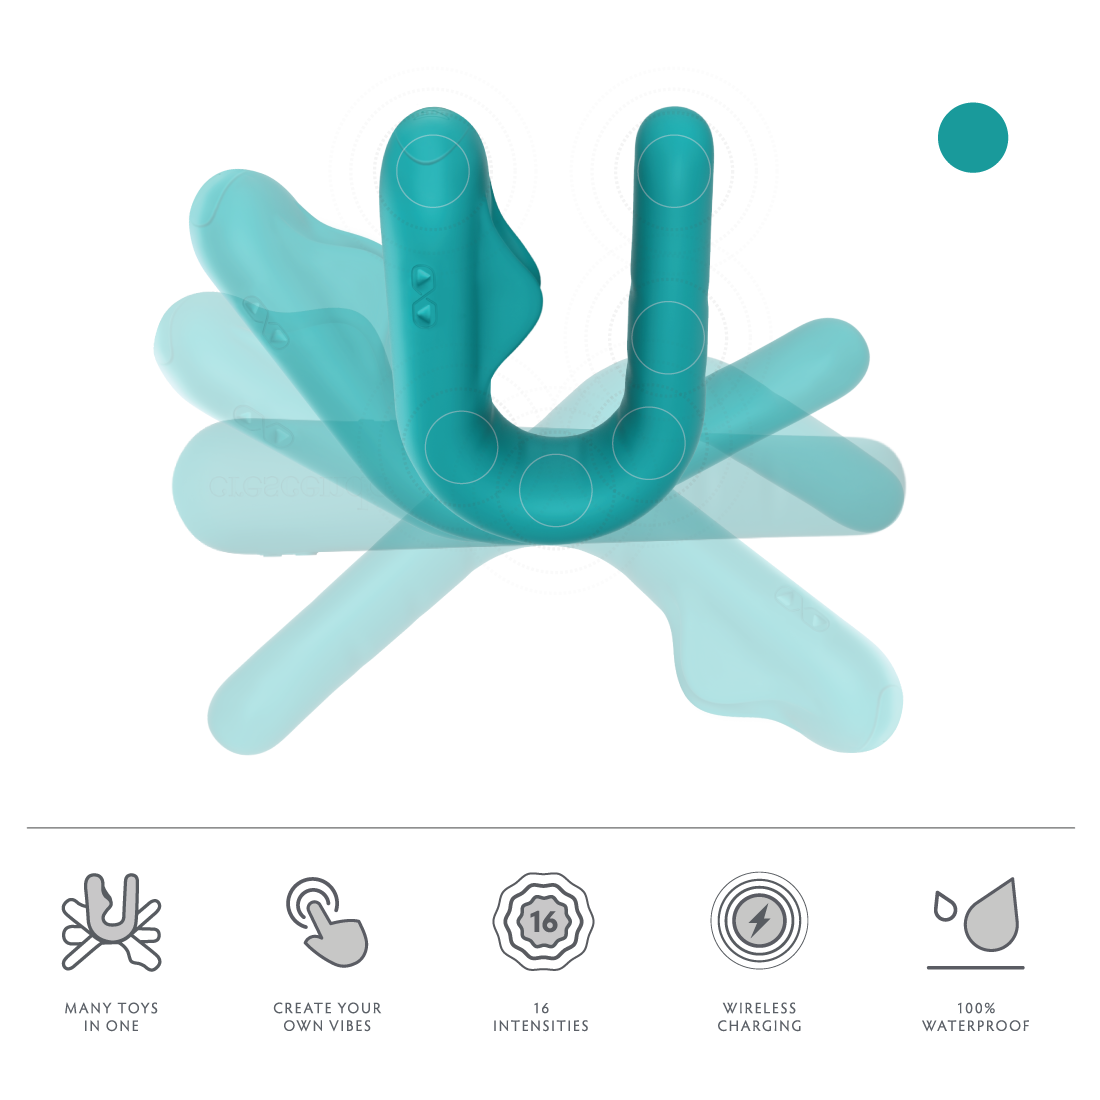 16
MANY TOYS
IN ONE
CREATE YOUR
OWN VIBES
16
INTENSITIES
WIRELESS
CHARGING
100%
WATERPROOF